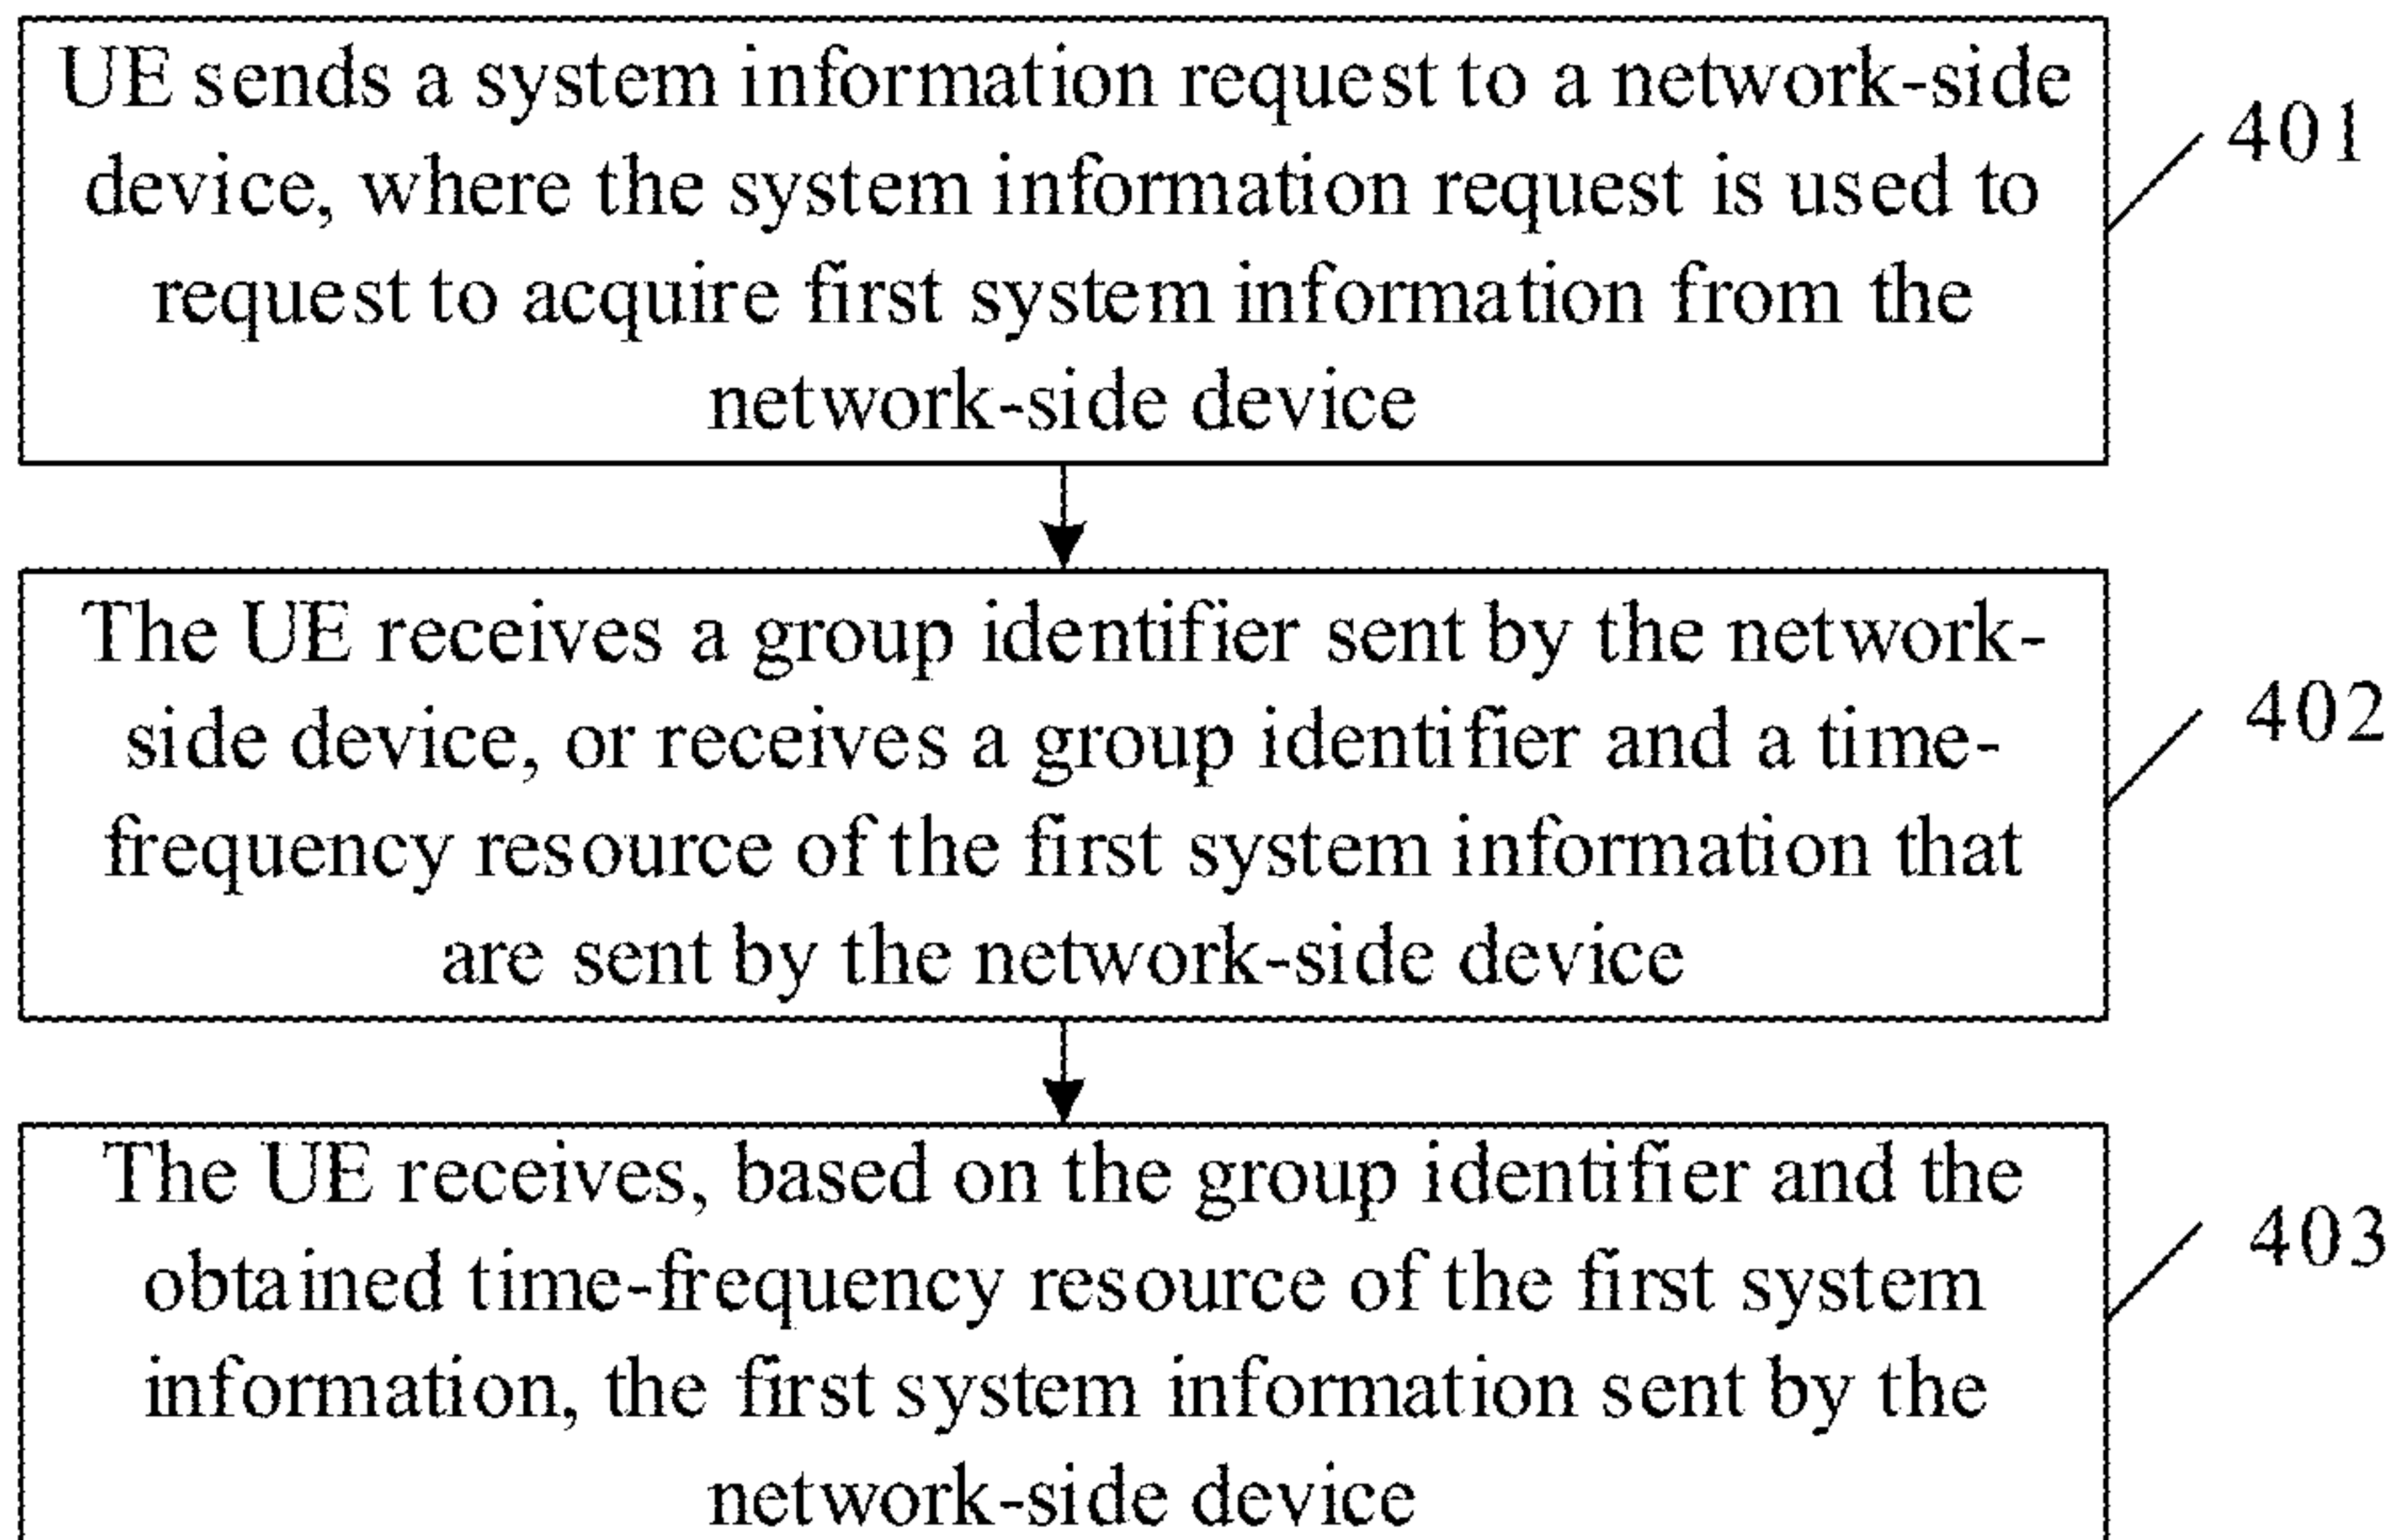 UE sends a system information request to a network-side
device, where the system information request is used to
request to acquire first system information from the
network-side device
401
The UE receives a group identifier sent by the network-
side device, or receives a group identifier and a time-
frequency resource of the first system information that
are sent by the network-side device
402
The UE receives, based on the group identifier and the
obtained time-frequency resource of the first system
information, the first system information sent by the
network-side device
403